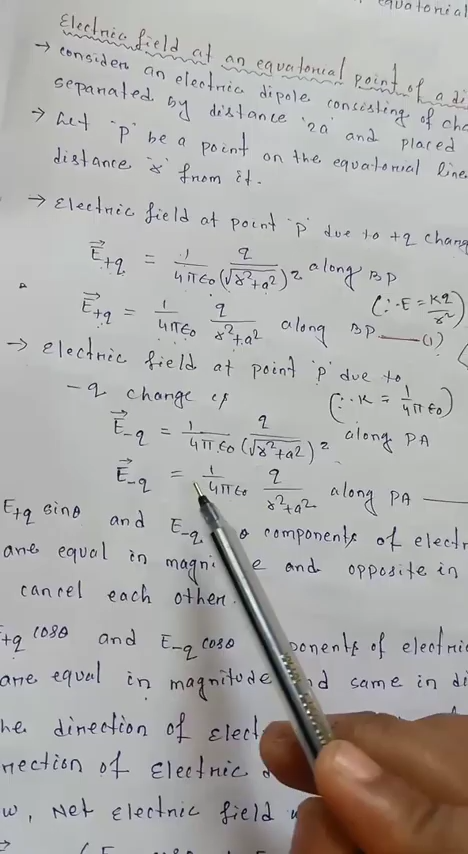 quatorial
Electric field at an equatorial point of a di
→ consider an electric dipole consisting of cha
separated by distance '2a' and placed
→ Let 'p' be a point on the equatorial line
distance 'r' from it.
→ Electric field at point 'p' due to +q charg
E⃗+q = 1/4πε₀ q/(√r²+a²)² along BP
(∵ E = kq/r²)
E⃗+q = 1/4πε₀ q/r²+a² along BP —(1)
→ Electric field at point 'p' due to
-q charge is
(∵ K = 1/4πε₀)
E⃗-q = 1/4πε₀ q/(√r²+a²)² along PA
E⃗-q = 1/4πε₀ q/r²+a² along PA —
E+q sinθ and E-q θ components of electr
are equal in magni e and opposite in
cancel each other.
+q cosθ and E-q cosθ ponents of electric
are equal in magnitude nd same in di
he direction of elect
rection of electric
w, Net electric field